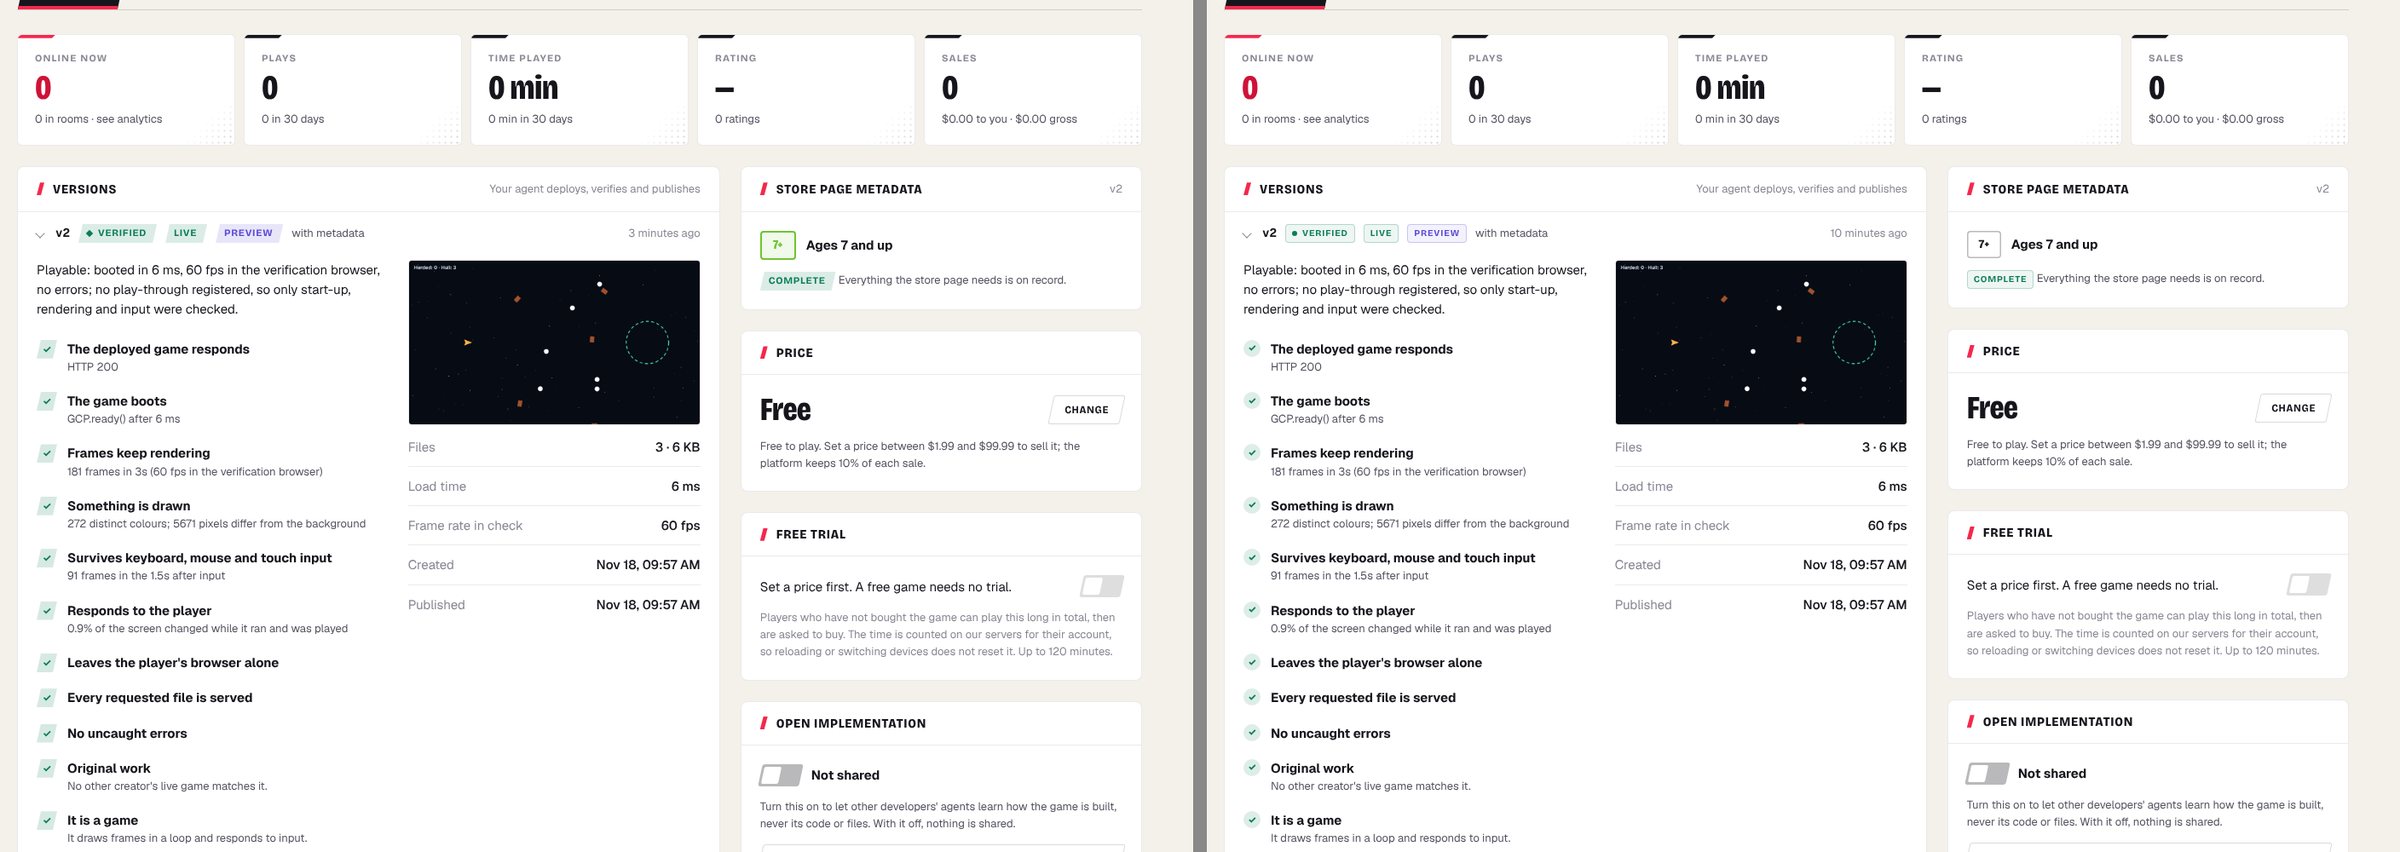 ONLINE NOW
0
0 in rooms · see analytics
PLAYS
0
0 in 30 days
TIME PLAYED
0 min
0 min in 30 days
RATING
–
0 ratings
SALES
0
$0.00 to you · $0.00 gross
VERSIONS
Your agent deploys, verifies and publishes
v2 VERIFIED LIVE PREVIEW with metadata
3 minutes ago
Playable: booted in 6 ms, 60 fps in the verification browser,
no errors; no play-through registered, so only start-up,
rendering and input were checked.
The deployed game responds
HTTP 200
The game boots
GCP.ready() after 6 ms
Frames keep rendering
181 frames in 3s (60 fps in the verification browser)
Something is drawn
272 distinct colours; 5671 pixels differ from the background
Survives keyboard, mouse and touch input
91 frames in the 1.5s after input
Responds to the player
0.9% of the screen changed while it ran and was played
Leaves the player's browser alone
Every requested file is served
No uncaught errors
Original work
No other creator's live game matches it.
It is a game
It draws frames in a loop and responds to input.
Files 3 · 6 KB
Load time 6 ms
Frame rate in check 60 fps
Created Nov 18, 09:57 AM
Published Nov 18, 09:57 AM
STORE PAGE METADATA
v2
7+ Ages 7 and up
COMPLETE Everything the store page needs is on record.
PRICE
Free
CHANGE
Free to play. Set a price between $1.99 and $99.99 to sell it; the
platform keeps 10% of each sale.
FREE TRIAL
Set a price first. A free game needs no trial.
Players who have not bought the game can play this long in total, then
are asked to buy. The time is counted on our servers for their account,
so reloading or switching devices does not reset it. Up to 120 minutes.
OPEN IMPLEMENTATION
Not shared
Turn this on to let other developers' agents learn how the game is built,
never its code or files. With it off, nothing is shared.
ONLINE NOW
0
0 in rooms · see analytics
PLAYS
0
0 in 30 days
TIME PLAYED
0 min
0 min in 30 days
RATING
–
0 ratings
SALES
0
$0.00 to you · $0.00 gross
VERSIONS
Your agent deploys, verifies and publishes
v2 VERIFIED LIVE PREVIEW with metadata
10 minutes ago
Playable: booted in 6 ms, 60 fps in the verification browser,
no errors; no play-through registered, so only start-up,
rendering and input were checked.
The deployed game responds
HTTP 200
The game boots
GCP.ready() after 6 ms
Frames keep rendering
181 frames in 3s (60 fps in the verification browser)
Something is drawn
272 distinct colours; 5671 pixels differ from the background
Survives keyboard, mouse and touch input
91 frames in the 1.5s after input
Responds to the player
0.9% of the screen changed while it ran and was played
Leaves the player's browser alone
Every requested file is served
No uncaught errors
Original work
No other creator's live game matches it.
It is a game
It draws frames in a loop and responds to input.
Files 3 · 6 KB
Load time 6 ms
Frame rate in check 60 fps
Created Nov 18, 09:57 AM
Published Nov 18, 09:57 AM
STORE PAGE METADATA
v2
7+ Ages 7 and up
COMPLETE Everything the store page needs is on record.
PRICE
Free
CHANGE
Free to play. Set a price between $1.99 and $99.99 to sell it; the
platform keeps 10% of each sale.
FREE TRIAL
Set a price first. A free game needs no trial.
Players who have not bought the game can play this long in total, then
are asked to buy. The time is counted on our servers for their account,
so reloading or switching devices does not reset it. Up to 120 minutes.
OPEN IMPLEMENTATION
Not shared
Turn this on to let other developers' agents learn how the game is built,
never its code or files. With it off, nothing is shared.